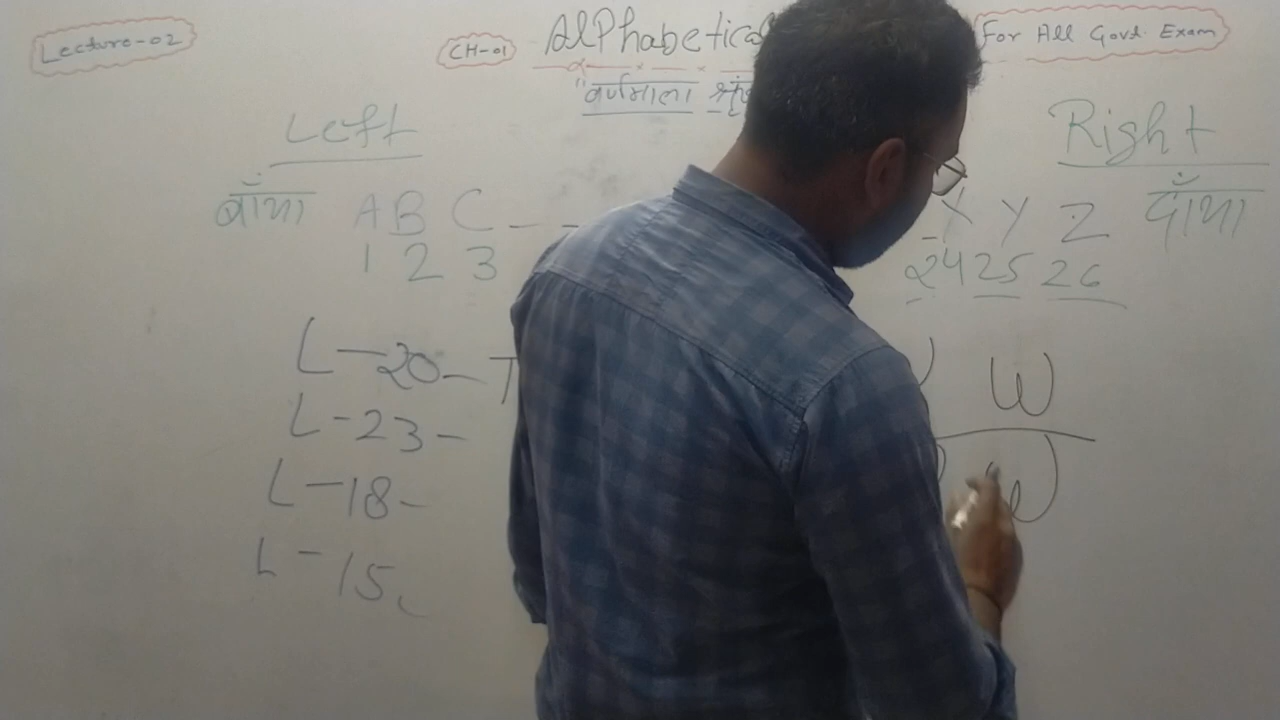 Lecture-02
CH-01 Alphabetical For All Govt. Exam
"वर्णमाला
Left Right
बाँया A B C - - X Y Z दाँया
1 2 3 24 25 26
L - 20 - T W
L - 23 - W
L - 18 -
L - 15